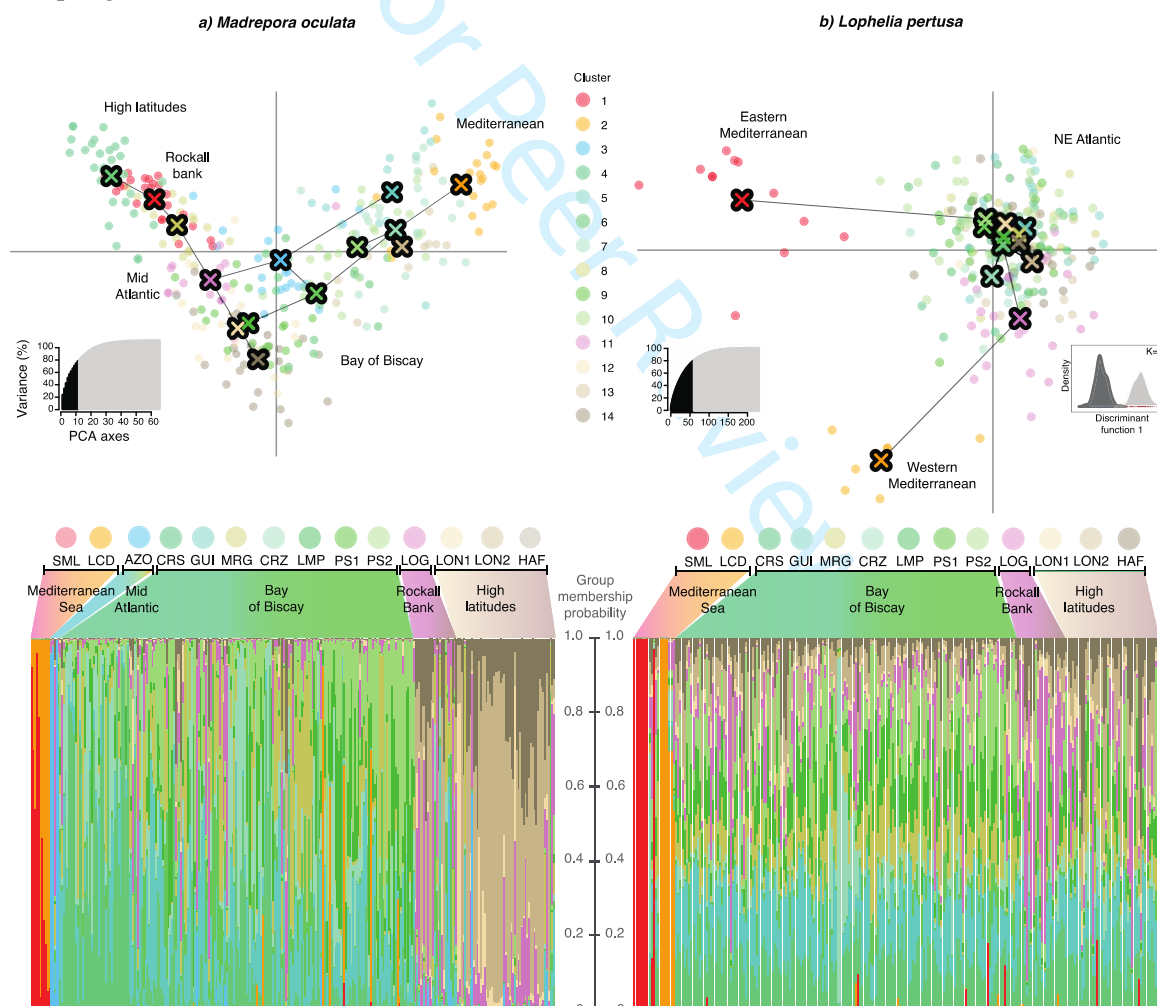 a) Madrepora oculata
b) Lophelia pertusa
or Peer Review
Cluster
1
2
3
4
5
6
7
8
9
10
11
12
13
14
High latitudes
Rockall
bank
Mediterranean
Mid
Atlantic
Bay of Biscay
Variance (%)
100
80
60
40
20
0
0 10 20 30 40 50 60
PCA axes
Eastern
Mediterranean
NE Atlantic
Western
Mediterranean
100
80
60
40
20
0
0 50 100 150 200
K=
Density
Discriminant
function 1
SML LCD AZO CRS GUI MRG CRZ LMP PS1 PS2 LOG LON1 LON2 HAF
Mediterranean
Sea
Mid
Atlantic
Bay
of Biscay
Rockall
Bank
High
latitudes
Group
membership
probability
SML LCD CRS GUI MRG CRZ LMP PS1 PS2 LOG LON1 LON2 HAF
Mediterranean
Sea
Bay
of Biscay
Rockall
Bank
High
latitudes
1.0 1.0
0.8 0.8
0.6 0.6
0.4 0.4
0.2 0.2